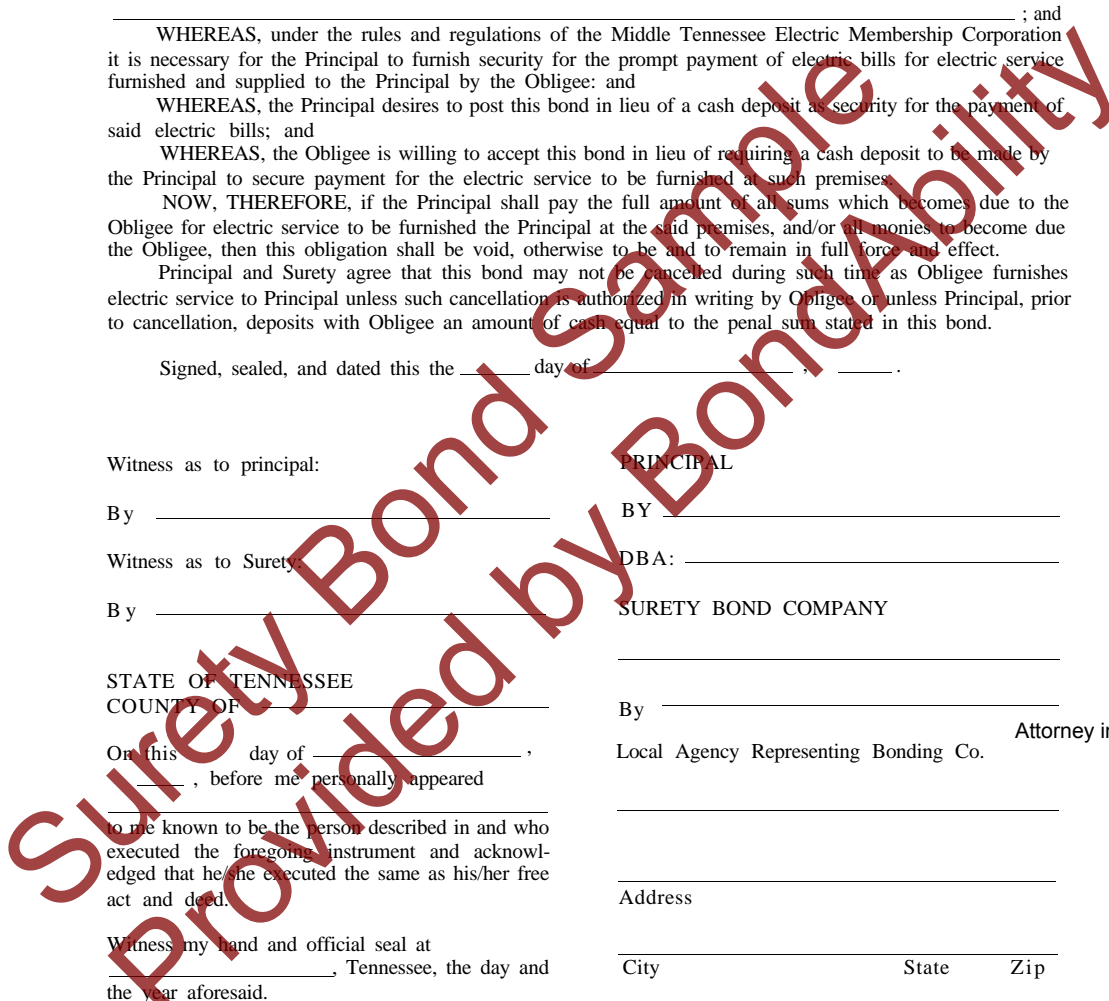 ; and
WHEREAS, under the rules and regulations of the Middle Tennessee Electric Membership Corporation
it is necessary for the Principal to furnish security for the prompt payment of electric bills for electric service
furnished and supplied to the Principal by the Obligee: and
WHEREAS, the Principal desires to post this bond in lieu of a cash deposit as security for the payment of
said electric bills; and
WHEREAS, the Obligee is willing to accept this bond in lieu of requiring a cash deposit to be made by
the Principal to secure payment for the electric service to be furnished at such premises.
NOW, THEREFORE, if the Principal shall pay the full amount of all sums which becomes due to the
Obligee for electric service to be furnished the Principal at the said premises, and/or all monies to become due
the Obligee, then this obligation shall be void, otherwise to be and to remain in full force and effect.
Principal and Surety agree that this bond may not be cancelled during such time as Obligee furnishes
electric service to Principal unless such cancellation is authorized in writing by Obligee or unless Principal, prior
to cancellation, deposits with Obligee an amount of cash equal to the penal sum stated in this bond.
Signed, sealed, and dated this the ______ day of ______ , ______ .
Witness as to principal:
By
Witness as to Surety:
By
STATE OF TENNESSEE
COUNTY OF
On this day of ______ ,
______ , before me personally appeared
to me known to be the person described in and who
executed the foregoing instrument and acknowl-
edged that he/she executed the same as his/her free
act and deed.
Witness my hand and official seal at
______, Tennessee, the day and
the year aforesaid.
PRINCIPAL
BY
DBA:
SURETY BOND COMPANY
By
Attorney in
Local Agency Representing Bonding Co.
Address
City State Zip
Surety Bond Sample
Provided by BondAbility